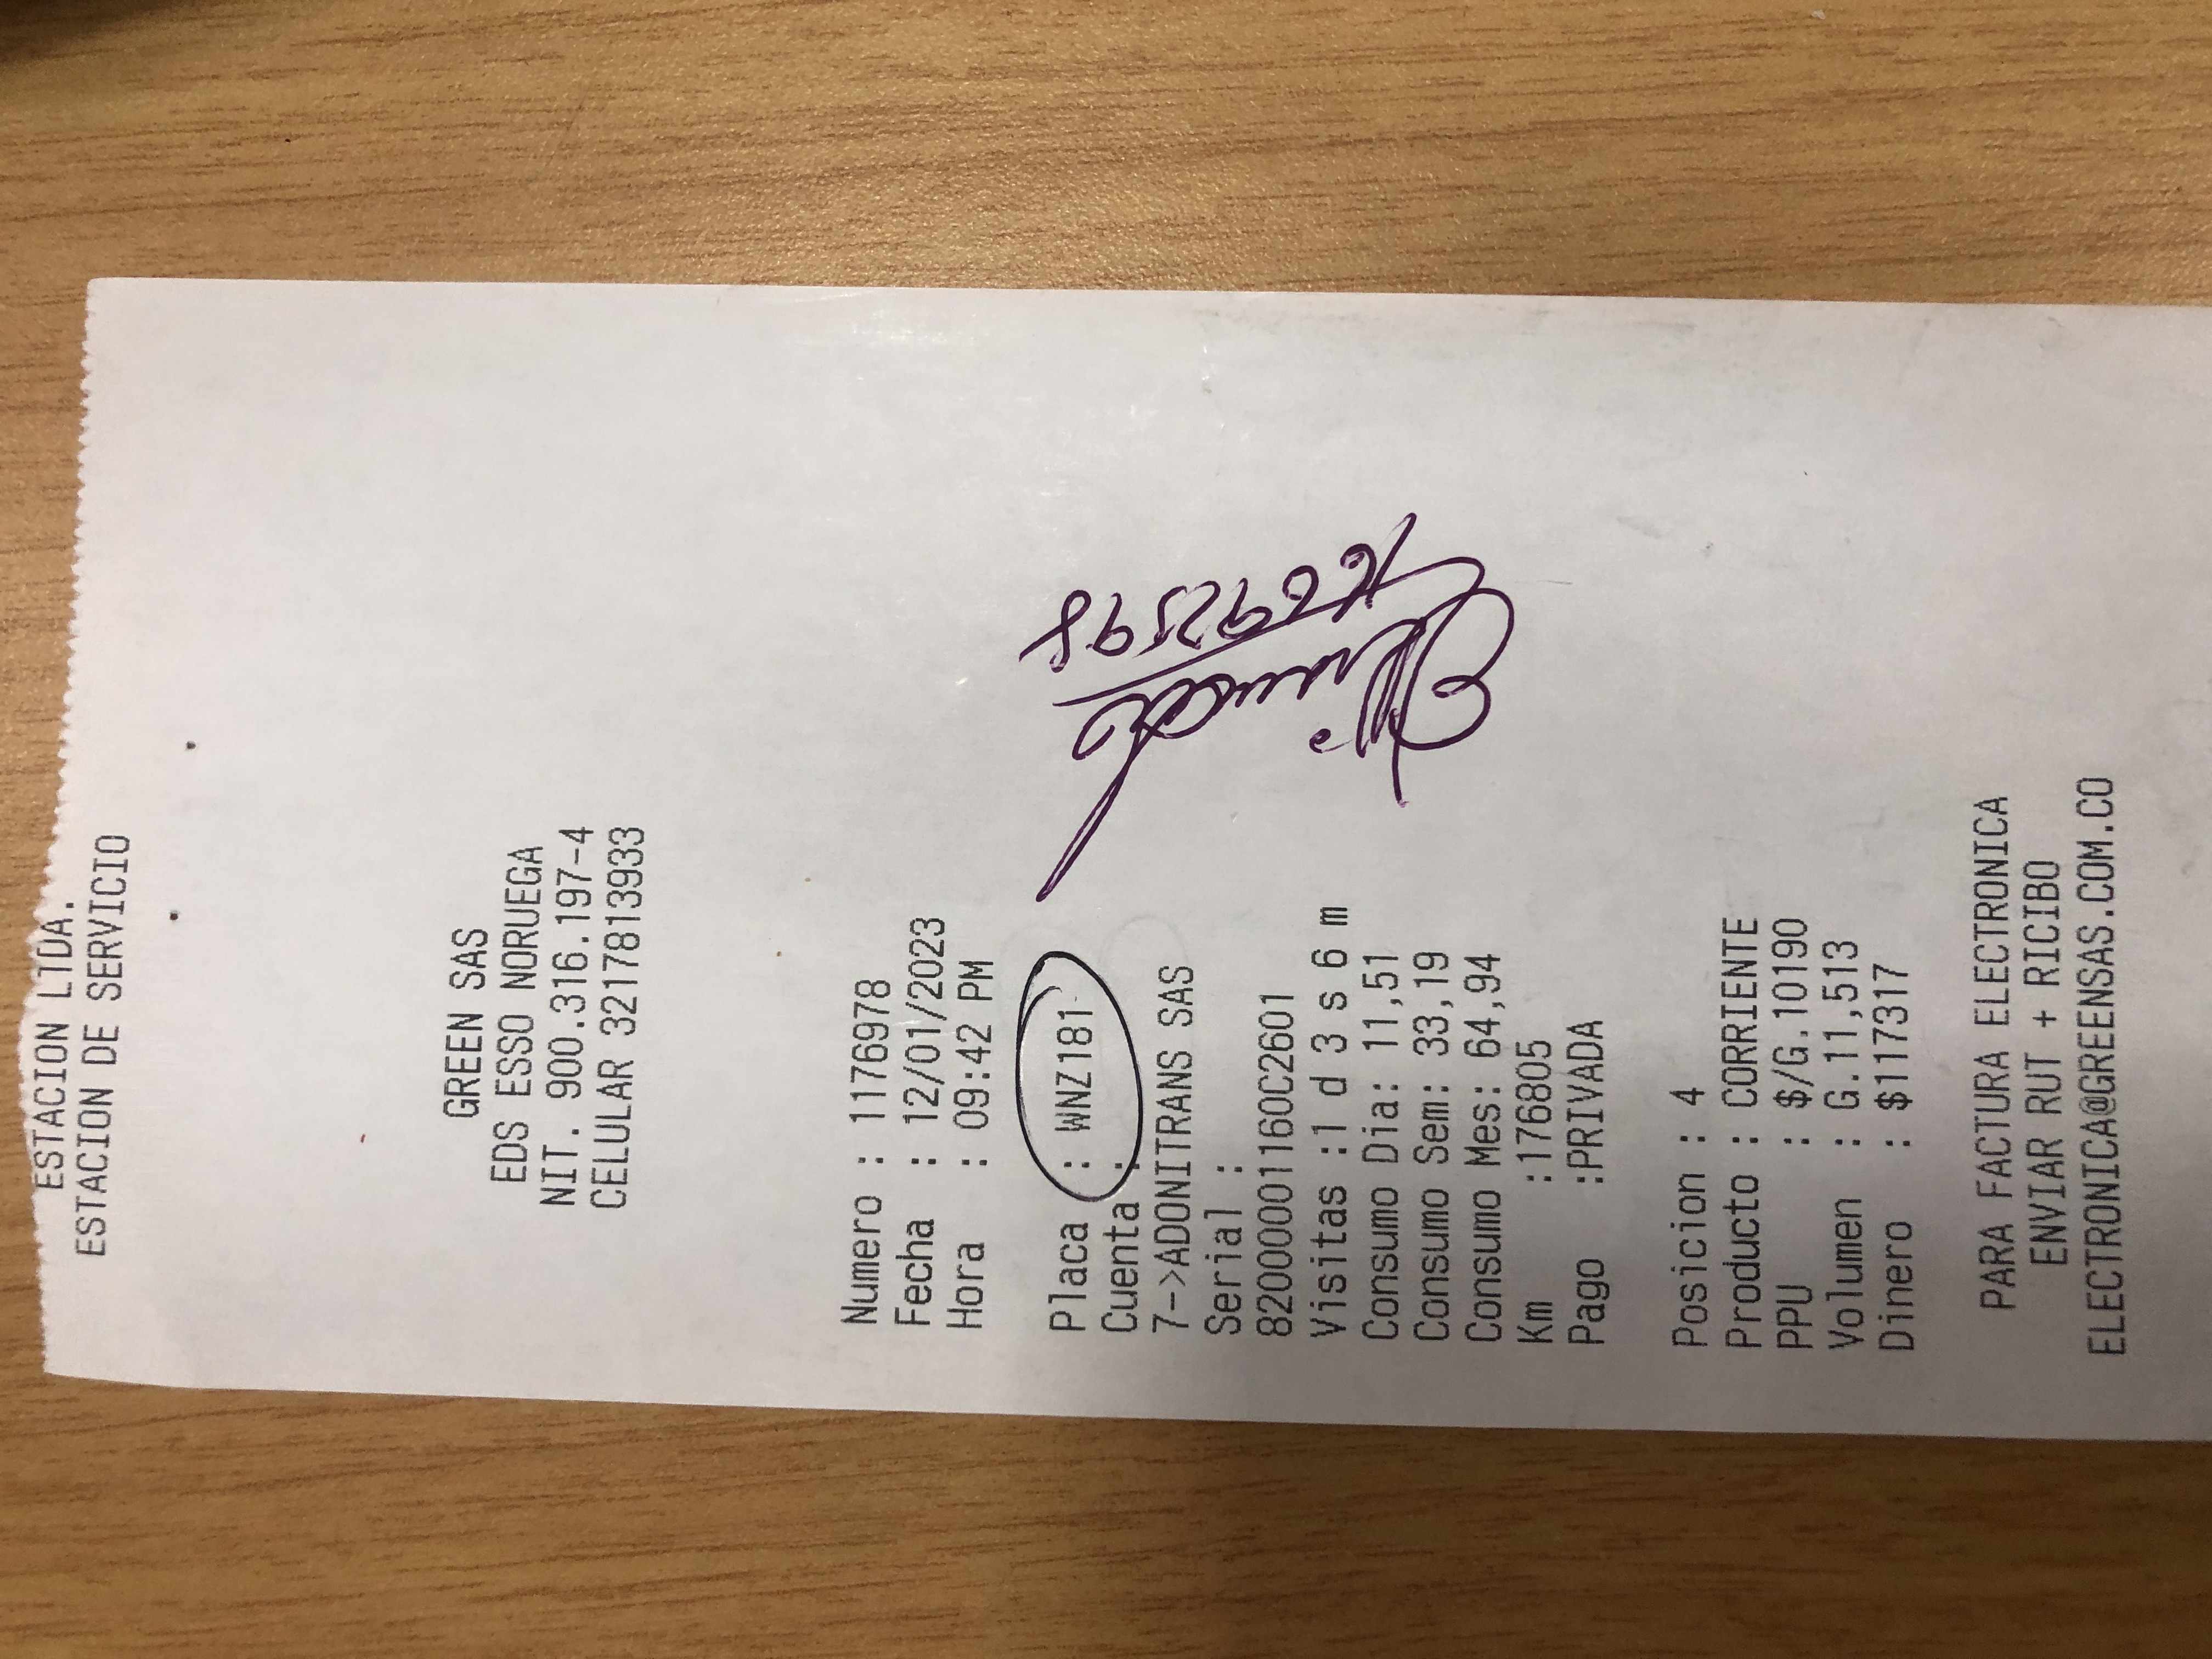 ESTACION LTDA.
ESTACION DE SERVICIO
GREEN SAS
EDS ESSO NORUEGA
NIT. 900.316.197-4
CELULAR 3217813933
Numero : 1176978
Fecha : 12/01/2023
Hora : 09:42 PM
Placa : WNZ181
Cuenta :
7->ADONITRANS SAS
Serial :
82000001160C2601
Visitas :1 d 3 s 6 m
Consumo Dia: 11,51
Consumo Sem: 33,19
Consumo Mes: 64,94
Km :176805
Pago :PRIVADA
Posicion : 4
Producto : CORRIENTE
PPU : $/G.10190
Volumen : G.11,513
Dinero : $117317
PARA FACTURA ELECTRONICA
ENVIAR RUT + RICIBO
ELECTRONICA@GREENSAS.COM.CO